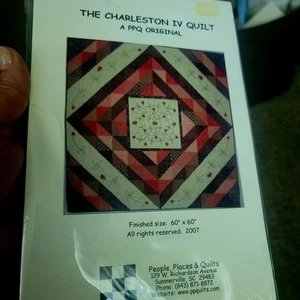 THE CHARLESTON IV QUILT
A PPQ ORIGINAL
Finished size: 60" x 60"
All rights reserved. 2007
People, Places & Quilts
129 W. Richardson Avenue
Summerville, SC 29483
Phone: (843) 871-8872
Website: www.ppquilts.com